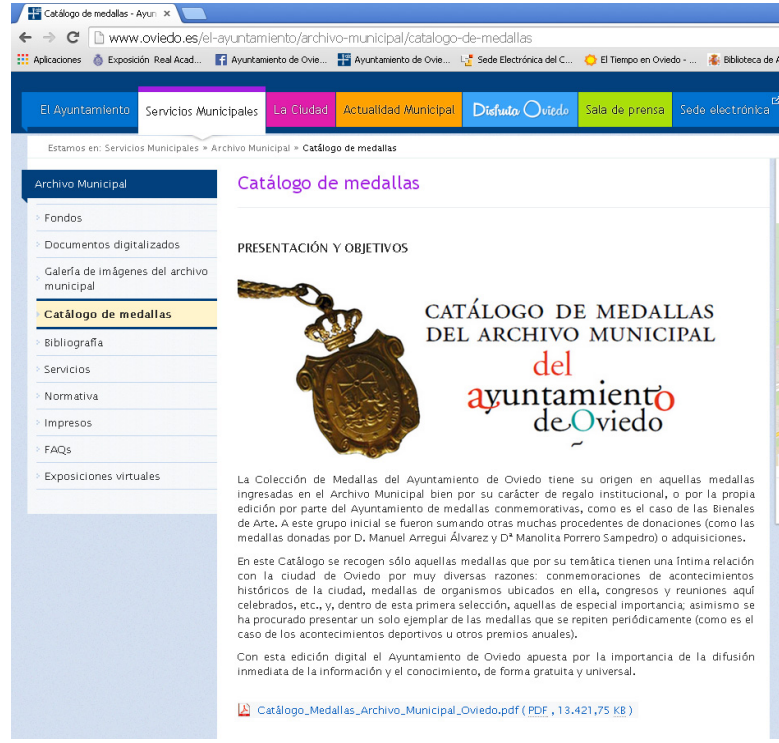 Catálogo de medallas - Ayun
www.oviedo.es/el-ayuntamiento/archivo-municipal/catalogo-de-medallas
Aplicaciones Exposición Real Acad... Ayuntamiento de Ovie... Ayuntamiento de Ovie... Sede Electrónica del C... El Tiempo en Oviedo - ... Biblioteca de A
El Ayuntamiento Servicios Municipales La Ciudad Actualidad Municipal Disfruta Oviedo Sala de prensa Sede electrónica
Estamos en: Servicios Municipales » Archivo Municipal » Catálogo de medallas
Archivo Municipal
Fondos
Documentos digitalizados
Galería de imágenes del archivo
municipal
Catálogo de medallas
Bibliografía
Servicios
Normativa
Impresos
FAQs
Exposiciones virtuales
Catálogo de medallas
PRESENTACIÓN Y OBJETIVOS
CATÁLOGO DE MEDALLAS
DEL ARCHIVO MUNICIPAL
del
ayuntamiento
de Oviedo
La Colección de Medallas del Ayuntamiento de Oviedo tiene su origen en aquellas medallas
ingresadas en el Archivo Municipal bien por su carácter de regalo institucional, o por la propia
edición por parte del Ayuntamiento de medallas conmemorativas, como es el caso de las Bienales
de Arte. A este grupo inicial se fueron sumando otras muchas procedentes de donaciones (como las
medallas donadas por D. Manuel Arregui Álvarez y Dª Manolita Porrero Sampedro) o adquisiciones.
En este Catálogo se recogen sólo aquellas medallas que por su temática tienen una íntima relación
con la ciudad de Oviedo por muy diversas razones: conmemoraciones de acontecimientos
históricos de la ciudad, medallas de organismos ubicados en ella, congresos y reuniones aquí
celebrados, etc., y, dentro de esta primera selección, aquellas de especial importancia; asimismo se
ha procurado presentar un solo ejemplar de las medallas que se repiten periódicamente (como es el
caso de los acontecimientos deportivos u otros premios anuales).
Con esta edición digital el Ayuntamiento de Oviedo apuesta por la importancia de la difusión
inmediata de la información y el conocimiento, de forma gratuita y universal.
Catálogo_Medallas_Archivo_Municipal_Oviedo.pdf ( PDF , 13.421,75 KB )